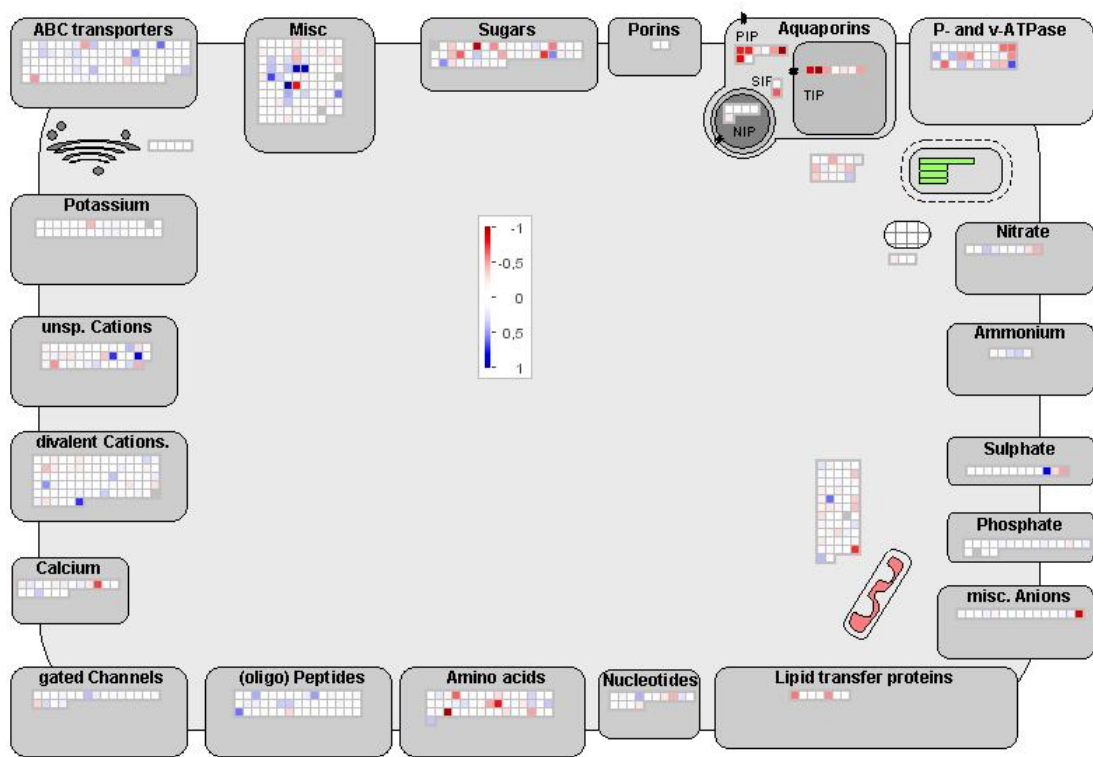 ABC transporters
Misc
Sugars
Porins
Aquaporins
P- and v-ATPase
PIP
SIP
TIP
NIP
Potassium
Nitrate
-1
-0,5
0
0,5
1
unsp. Cations
Ammonium
divalent Cations.
Sulphate
Phosphate
Calcium
misc. Anions
gated Channels
(oligo) Peptides
Amino acids
Nucleotides
Lipid transfer proteins